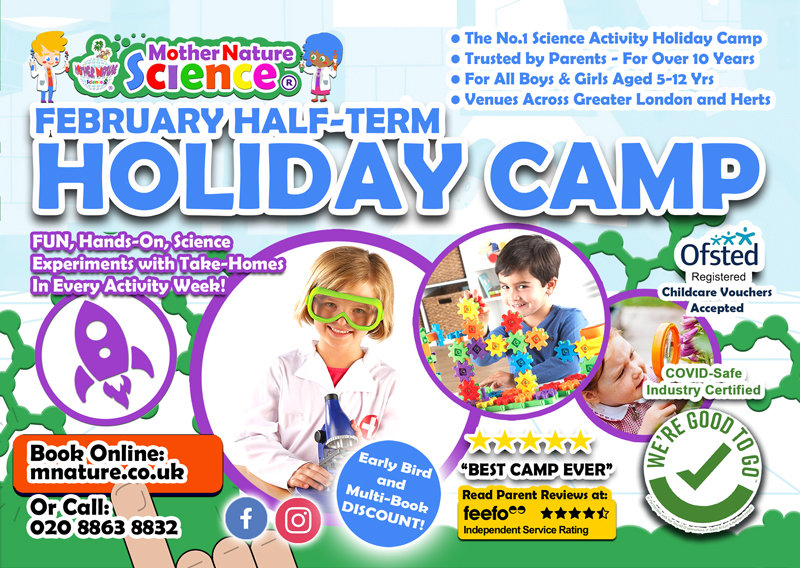 Mother Nature
Science®
MOTHER NATURE
Science
• The No.1 Science Activity Holiday Camp
• Trusted by Parents - For Over 10 Years
• For All Boys & Girls Aged 5-12 Yrs
• Venues Across Greater London and Herts
FEBRUARY HALF-TERM
HOLIDAY CAMP
FUN, Hands-On, Science
Experiments with Take-Homes
In Every Activity Week!
Ofsted
Registered
Childcare Vouchers
Accepted
COVID-Safe
Industry Certified
WE'RE GOOD TO GO
Book Online:
mnature.co.uk
Or Call:
020 8863 8832
f
Early Bird
and
Multi-Book
DISCOUNT!
"BEST CAMP EVER"
Read Parent Reviews at:
feefo
Independent Service Rating